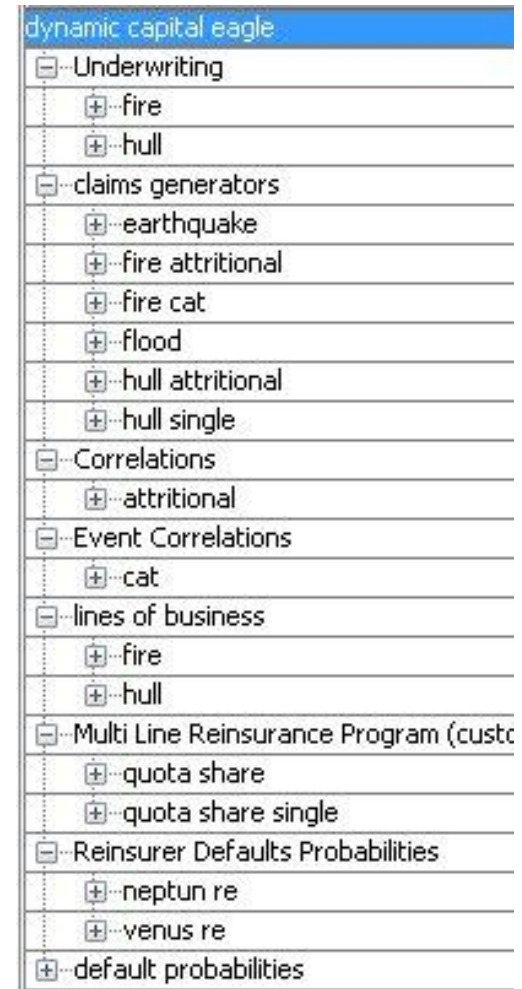 dynamic capital eagle
Underwriting
fire
hull
claims generators
earthquake
fire attritional
fire cat
flood
hull attritional
hull single
Correlations
attritional
Event Correlations
cat
lines of business
fire
hull
Multi Line Reinsurance Program (custo
quota share
quota share single
Reinsurer Defaults Probabilities
neptun re
venus re
default probabilities